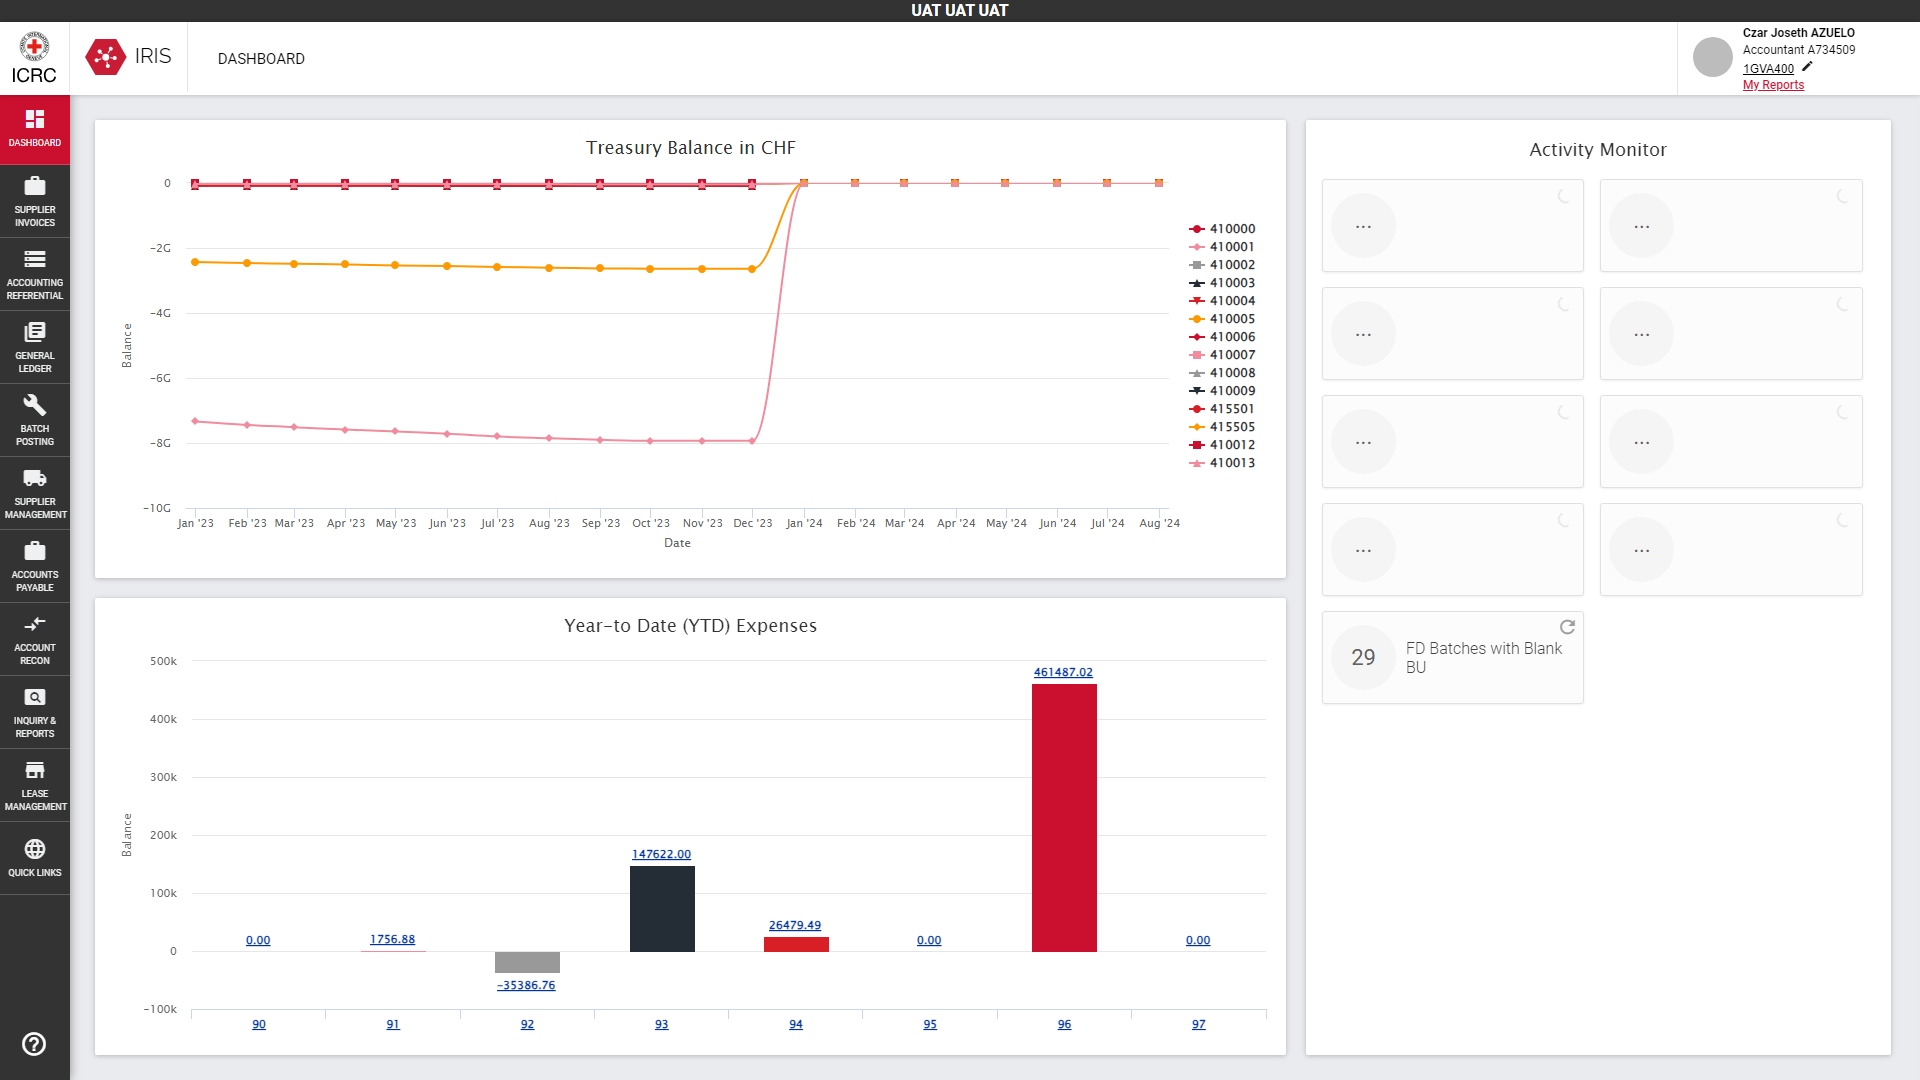 UAT UAT UAT
ICRC
IRIS
DASHBOARD
Czar Joseth AZUELO
Accountant A734509
1GVA400
My Reports
DASHBOARD
SUPPLIER
INVOICES
ACCOUNTING
REFERENTIAL
GENERAL
LEDGER
BATCH
POSTING
SUPPLIER
MANAGEMENT
ACCOUNTS
PAYABLE
ACCOUNT
RECON
INQUIRY &
REPORTS
LEASE
MANAGEMENT
QUICK LINKS
Treasury Balance in CHF
0
−2G
−4G
−6G
−8G
−10G
Balance
Jan '23 Feb '23 Mar '23 Apr '23 May '23 Jun '23 Jul '23 Aug '23 Sep '23 Oct '23 Nov '23 Dec '23 Jan '24 Feb '24 Mar '24 Apr '24 May '24 Jun '24 Jul '24 Aug '24
Date
410000
410001
410002
410003
410004
410005
410006
410007
410008
410009
415501
415505
410012
410013
Year-to Date (YTD) Expenses
500k
400k
300k
200k
100k
0
−100k
Balance
0.00
1756.88
−35386.76
147622.00
26479.49
0.00
461487.02
0.00
90 91 92 93 94 95 96 97
Activity Monitor
... ...
... ...
... ...
... ...
29
FD Batches with Blank
BU